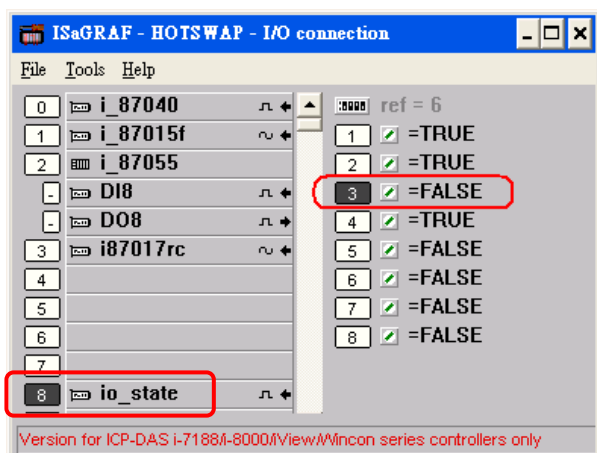 ISaGRAF - HOTSWAP - I/O connection
File Tools Help
0 i_87040
1 i_87015f
2 i_87055
- DI8
- DO8
3 i87017rc
4
5
6
7
8 io_state
ref = 6
1 =TRUE
2 =TRUE
3 =FALSE
4 =TRUE
5 =FALSE
6 =FALSE
7 =FALSE
8 =FALSE
Version for ICP-DAS i-7188/i-8000/iView/Wincon series controllers only